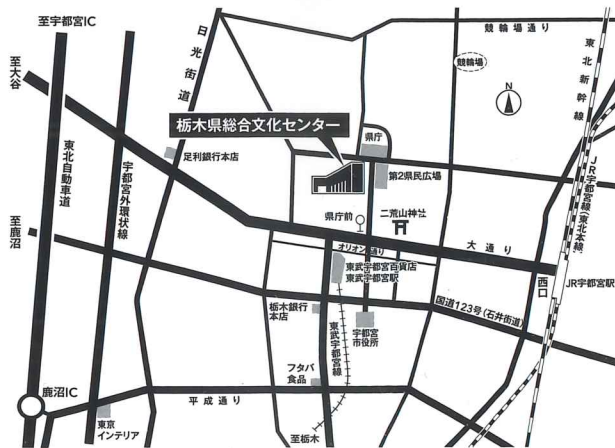 至宇都宮IC
至大谷
日光街道
競輪場通り
競輪場
東北新幹線
N
栃木県総合文化センター
県庁
足利銀行本店
第2県民広場
東北自動車道
宇都宮外環状線
JR宇都宮線(東北本線)
至鹿沼
県庁前
二荒山神社
大通り
オリオン通り
東武宇都宮百貨店
東武宇都宮駅
西口
JR宇都宮駅
栃木銀行
本店
東武宇都宮線
宇都宮
市役所
国道123号(石井街道)
フタバ
食品
鹿沼IC
平成通り
東京
インテリア
至栃木